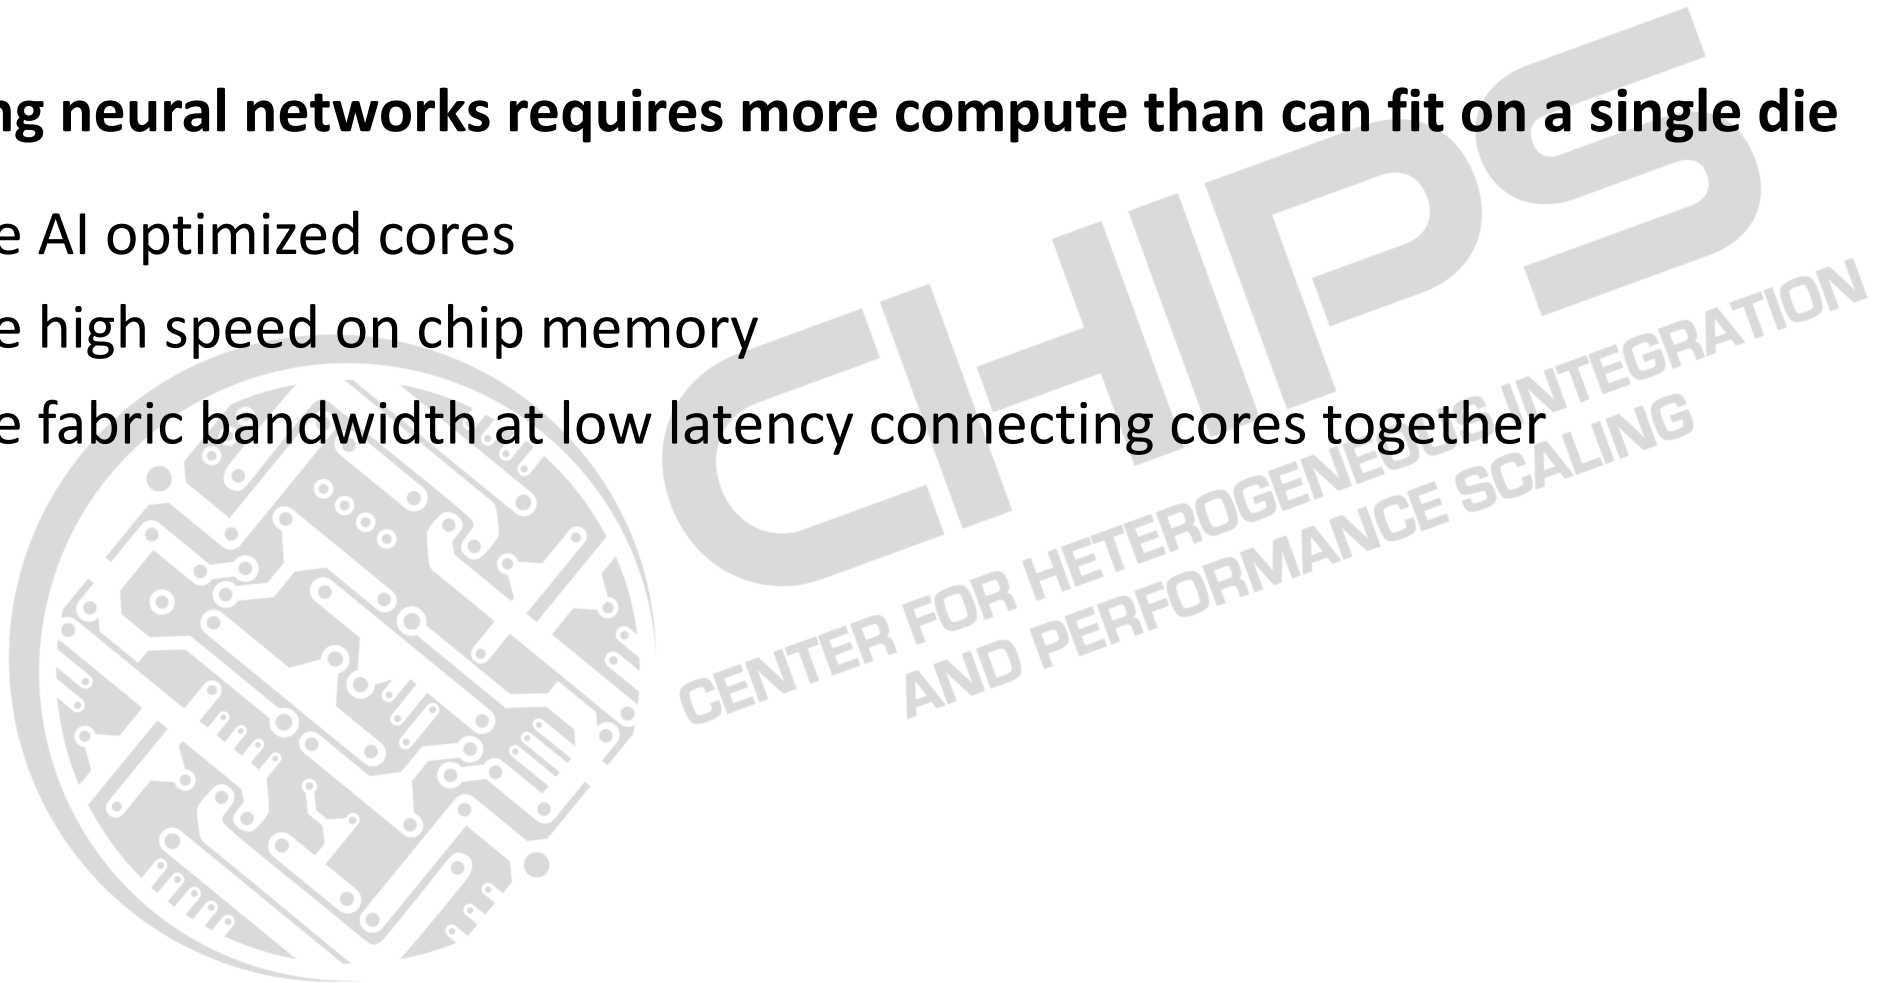 ng neural networks requires more compute than can fit on a single die
e AI optimized cores
e high speed on chip memory
e fabric bandwidth at low latency connecting cores together
CHIPS
CENTER FOR HETEROGENEOUS INTEGRATION
AND PERFORMANCE SCALING